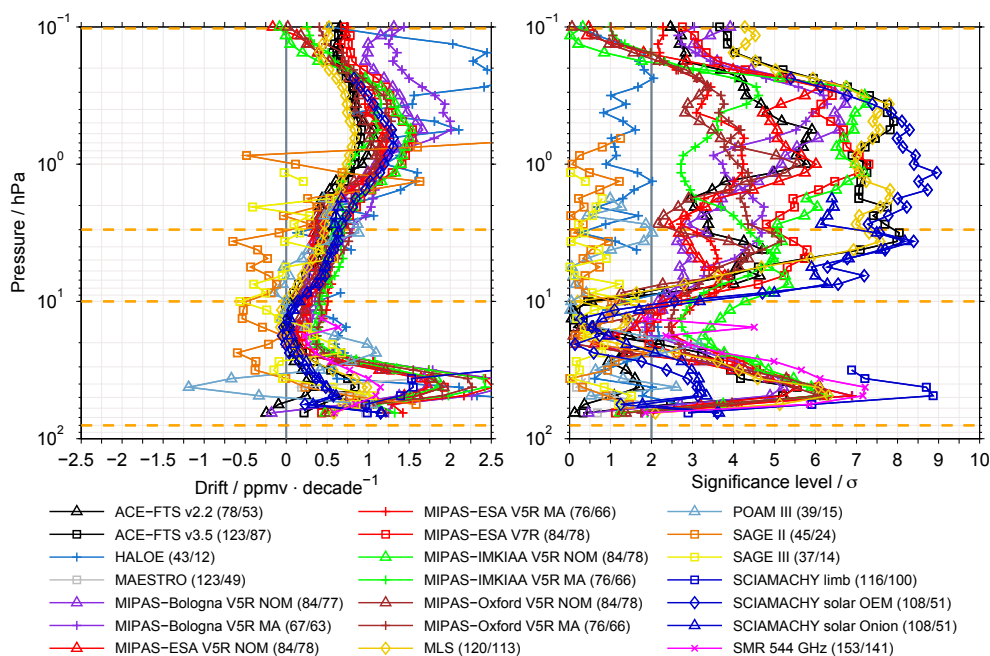 10⁻¹
10⁰
10¹
10²
Pressure / hPa
−2.5 −2 −1.5 −1 −0.5 0 0.5 1 1.5 2 2.5
Drift / ppmv · decade⁻¹
0 1 2 3 4 5 6 7 8 9 10
Significance level / σ
10⁻¹
10⁰
10¹
10²
ACE−FTS v2.2 (78/53)
ACE−FTS v3.5 (123/87)
HALOE (43/12)
MAESTRO (123/49)
MIPAS−Bologna V5R NOM (84/77)
MIPAS−Bologna V5R MA (67/63)
MIPAS−ESA V5R NOM (84/78)
MIPAS−ESA V5R MA (76/66)
MIPAS−ESA V7R (84/78)
MIPAS−IMKIAA V5R NOM (84/78)
MIPAS−IMKIAA V5R MA (76/66)
MIPAS−Oxford V5R NOM (84/78)
MIPAS−Oxford V5R MA (76/66)
MLS (120/113)
POAM III (39/15)
SAGE II (45/24)
SAGE III (37/14)
SCIAMACHY limb (116/100)
SCIAMACHY solar OEM (108/51)
SCIAMACHY solar Onion (108/51)
SMR 544 GHz (153/141)